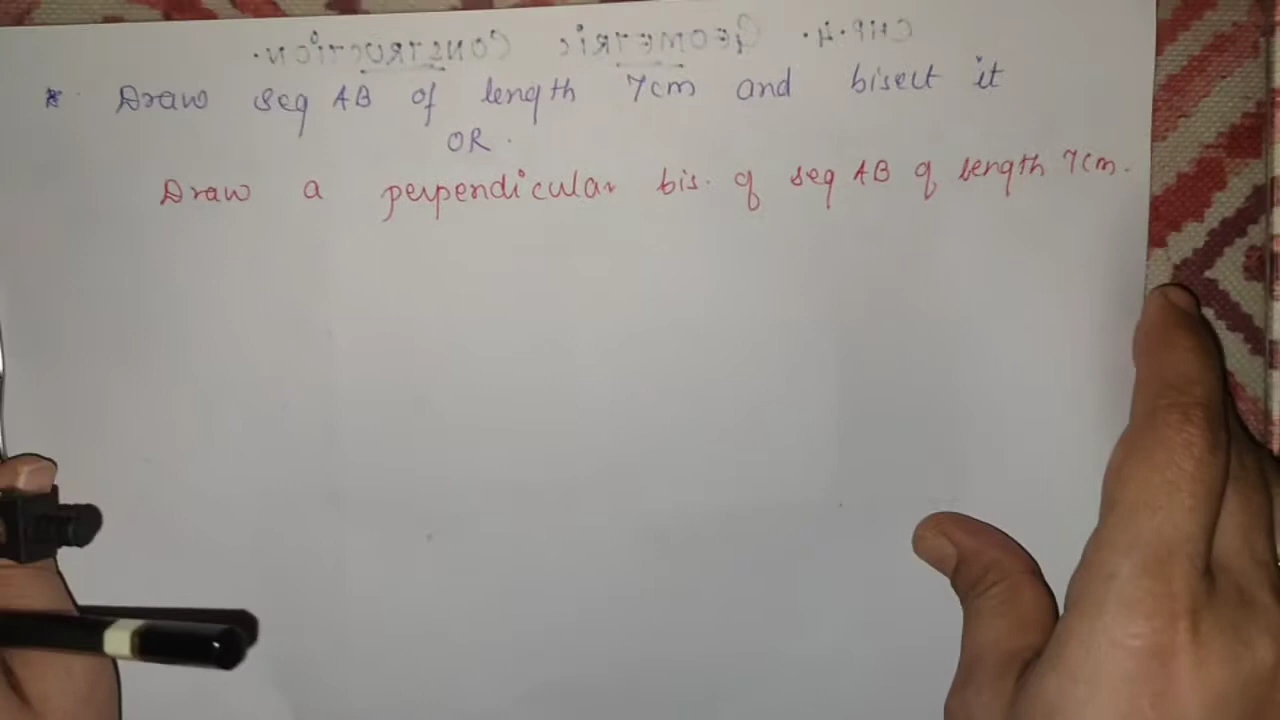 CHP.4. GEOMETRIC CONSTRUCTION.
* Draw seg AB of length 7cm and bisect it
OR.
Draw a perpendicular bis. of seg AB of length 7cm.